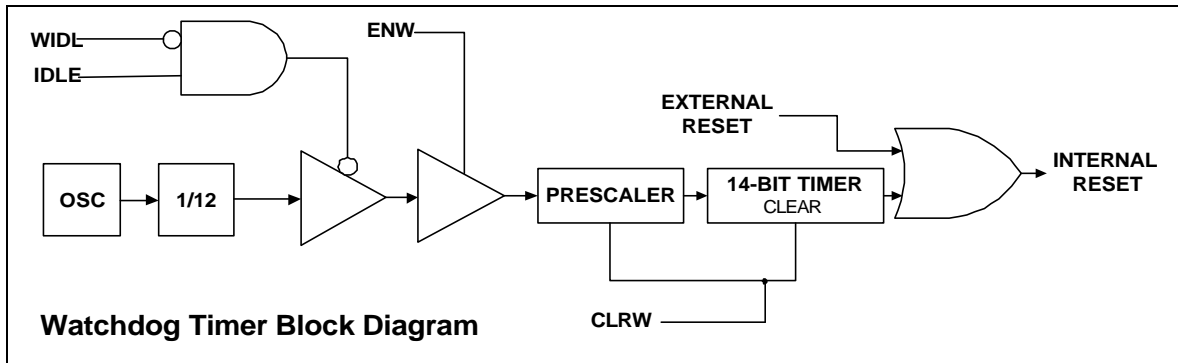 WIDL
IDLE
ENW
EXTERNAL
RESET
INTERNAL
RESET
OSC
1/12
PRESCALER
14-BIT TIMER
CLEAR
CLRW
Watchdog Timer Block Diagram